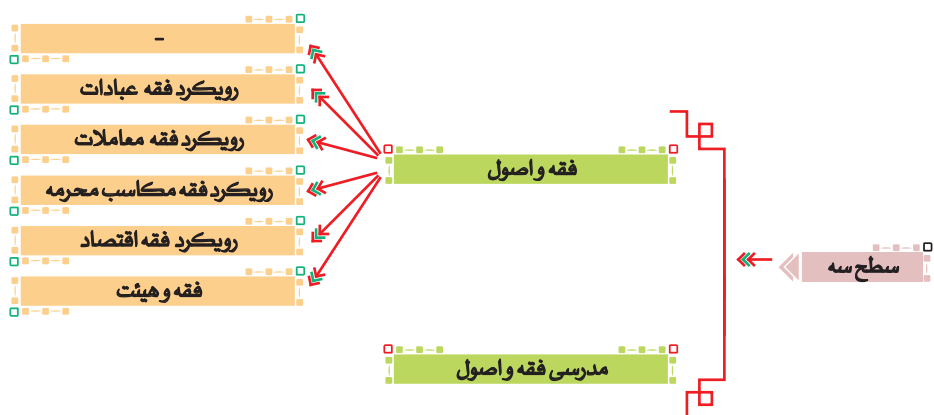 سطح سه
فقه و اصول
-
رویکرد فقه عبادات
رویکرد فقه معاملات
رویکرد فقه مکاسب محرمه
رویکرد فقه اقتصاد
فقه و هیئت
مدرسی فقه و اصول